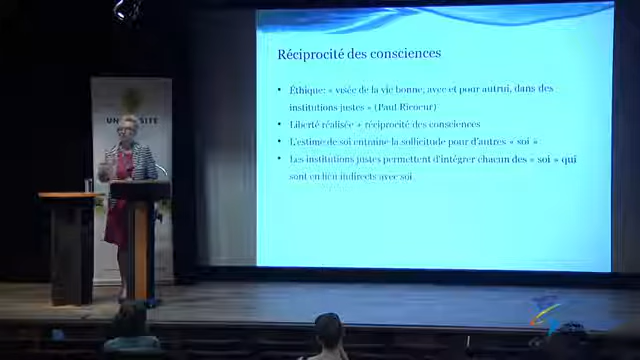 Réciprocité des consciences
• Éthique: « visée de la vie bonne, avec et pour autrui, dans des
institutions justes » (Paul Ricoeur)
• Liberté réalisée + réciprocité des consciences
• L'estime de soi entraîne la sollicitude pour d'autres « soi »
• Les institutions justes permettent d'intégrer chacun des « soi » qui
sont en lien indirects avec soi